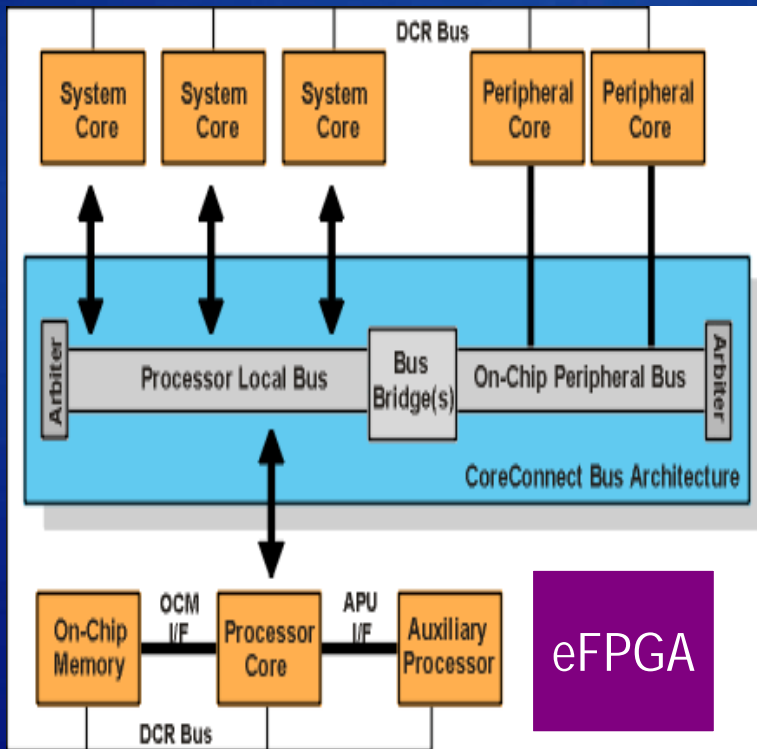 DCR Bus
System
Core
System
Core
System
Core
Peripheral
Core
Peripheral
Core
Arbiter
Processor Local Bus
Bus
Bridge(s)
On-Chip Peripheral Bus
Arbiter
CoreConnect Bus Architecture
On-Chip
Memory
OCM
I/F
Processor
Core
APU
I/F
Auxiliary
Processor
eFPGA
DCR Bus